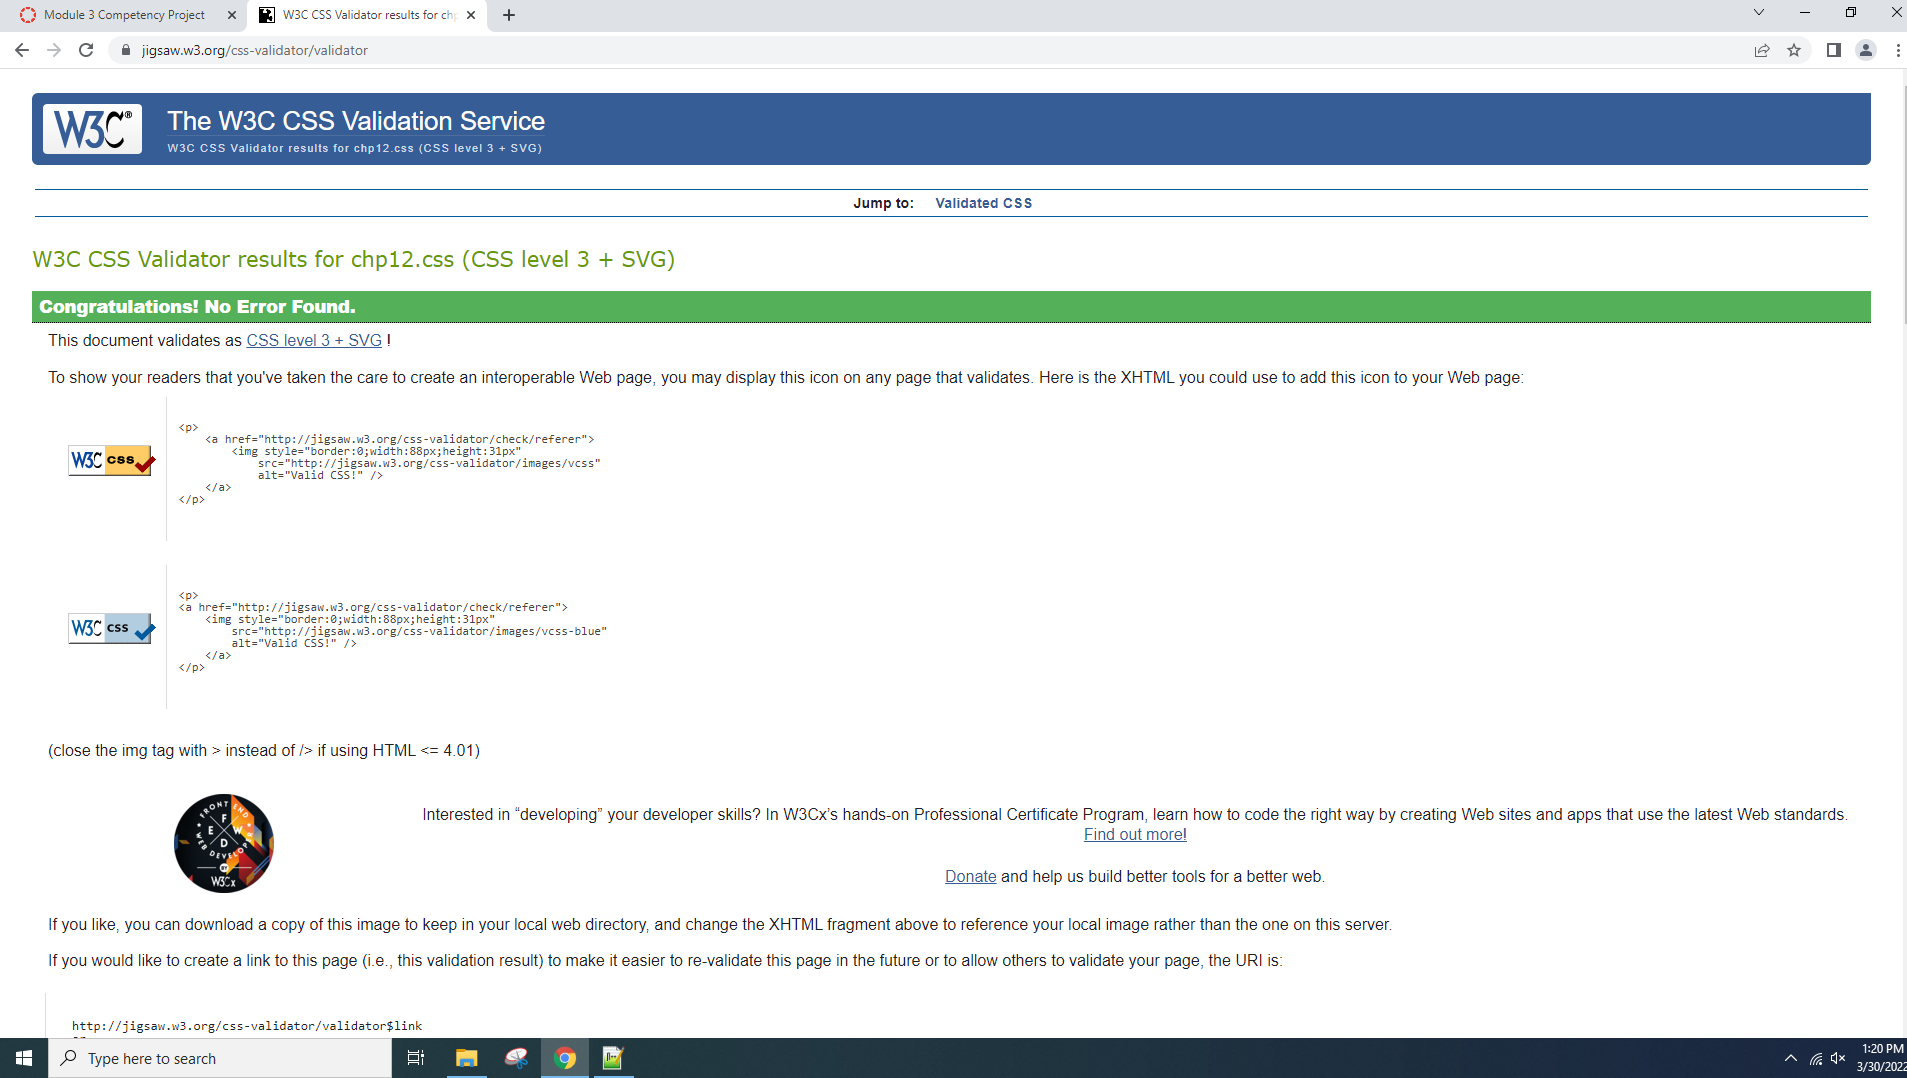 Module 3 Competency Project
W3C CSS Validator results for chp
jigsaw.w3.org/css-validator/validator
W3C®
The W3C CSS Validation Service
W3C CSS Validator results for chp12.css (CSS level 3 + SVG)
Jump to: Validated CSS
W3C CSS Validator results for chp12.css (CSS level 3 + SVG)
Congratulations! No Error Found.
This document validates as CSS level 3 + SVG !
To show your readers that you've taken the care to create an interoperable Web page, you may display this icon on any page that validates. Here is the XHTML you could use to add this icon to your Web page:
W3C css
<p>
<a href="http://jigsaw.w3.org/css-validator/check/referer">
<img style="border:0;width:88px;height:31px"
src="http://jigsaw.w3.org/css-validator/images/vcss"
alt="Valid CSS!" />
</a>
</p>
W3C css
<p>
<a href="http://jigsaw.w3.org/css-validator/check/referer">
<img style="border:0;width:88px;height:31px"
src="http://jigsaw.w3.org/css-validator/images/vcss-blue"
alt="Valid CSS!" />
</a>
</p>
(close the img tag with > instead of /> if using HTML <= 4.01)
FRONT END
F
E W
D
WEB DEVELOPER
W3Cx
Interested in “developing” your developer skills? In W3Cx’s hands-on Professional Certificate Program, learn how to code the right way by creating Web sites and apps that use the latest Web standards.
Find out more!
Donate and help us build better tools for a better web.
If you like, you can download a copy of this image to keep in your local web directory, and change the XHTML fragment above to reference your local image rather than the one on this server.
If you would like to create a link to this page (i.e., this validation result) to make it easier to re-validate this page in the future or to allow others to validate your page, the URI is:
http://jigsaw.w3.org/css-validator/validator$link
Type here to search
1:20 PM
3/30/2022